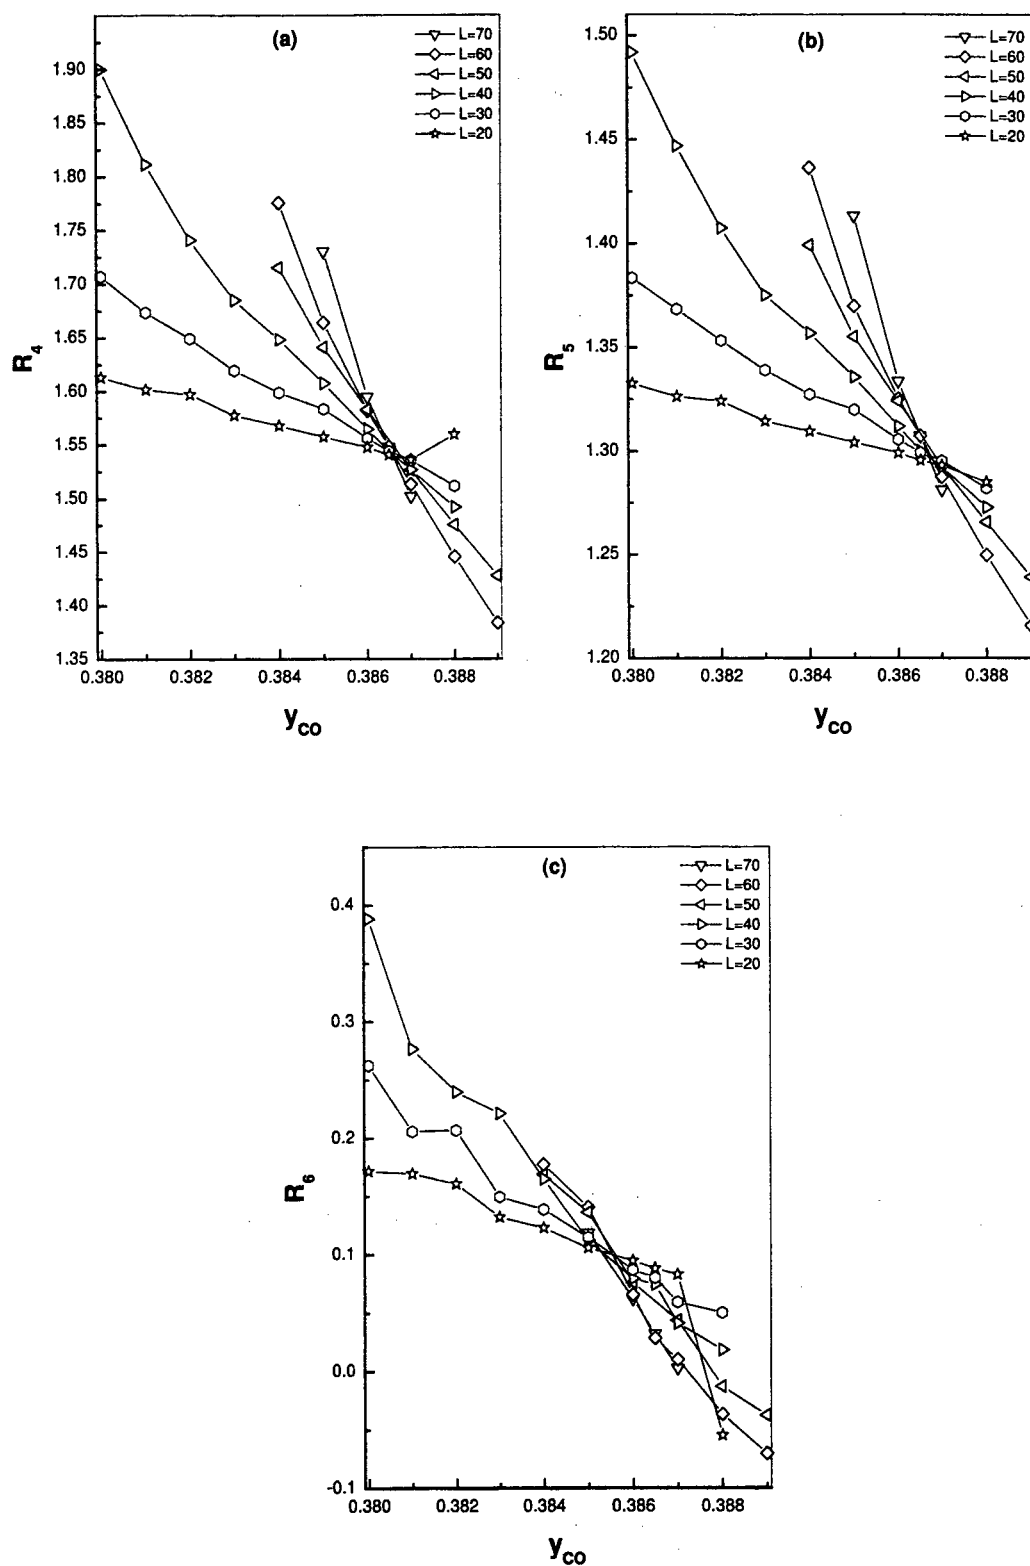 (a)
L=70
L=60
L=50
L=40
L=30
L=20
1.90
1.85
1.80
1.75
1.70
1.65
1.60
1.55
1.50
1.45
1.40
1.35
R4
0.380
0.382
0.384
0.386
0.388
yCO
(b)
L=70
L=60
L=50
L=40
L=30
L=20
1.50
1.45
1.40
1.35
1.30
1.25
1.20
R5
0.380
0.382
0.384
0.386
0.388
yCO
(c)
L=70
L=60
L=50
L=40
L=30
L=20
0.4
0.3
0.2
0.1
0.0
-0.1
R6
0.380
0.382
0.384
0.386
0.388
yCO